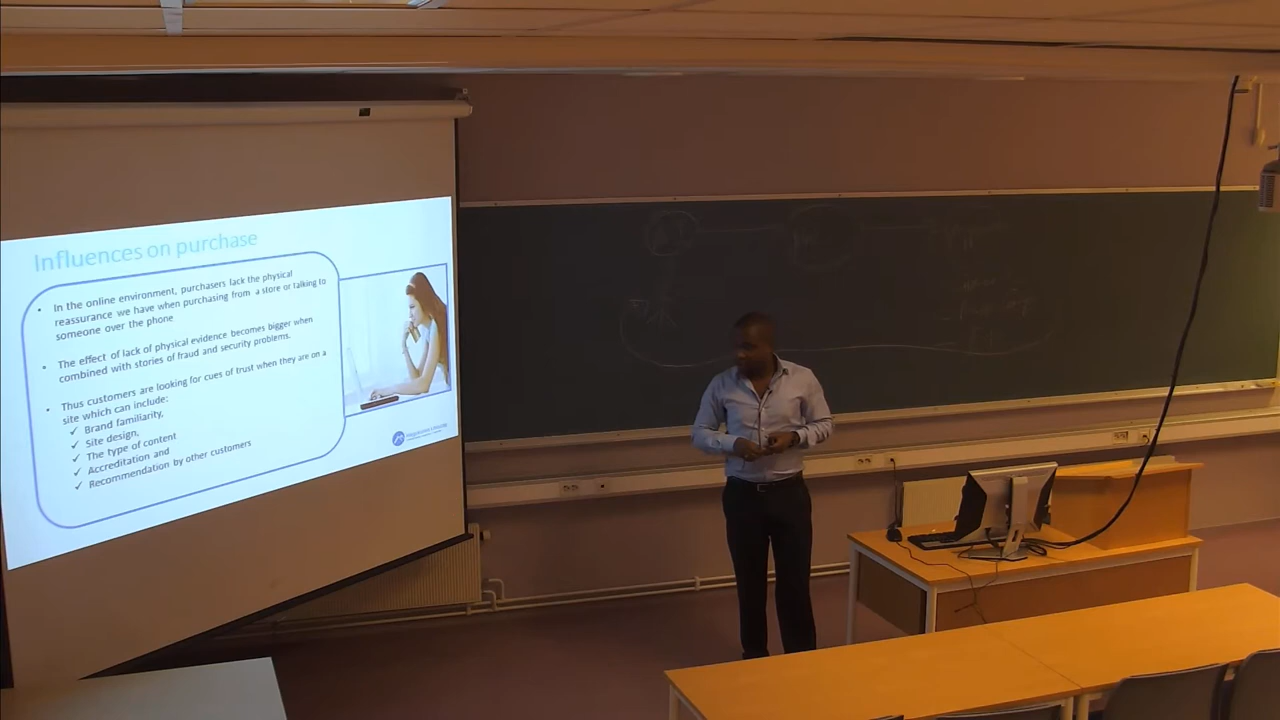 Influences on purchase
• In the online environment, purchasers lack the physical
reassurance we have when purchasing from a store or talking to
someone over the phone
• The effect of lack of physical evidence becomes bigger when
combined with stories of fraud and security problems.
• Thus customers are looking for cues of trust when they are on a
site which can include:
✓ Brand familiarity,
✓ Site design,
✓ The type of content
✓ Accreditation and
✓ Recommendation by other customers